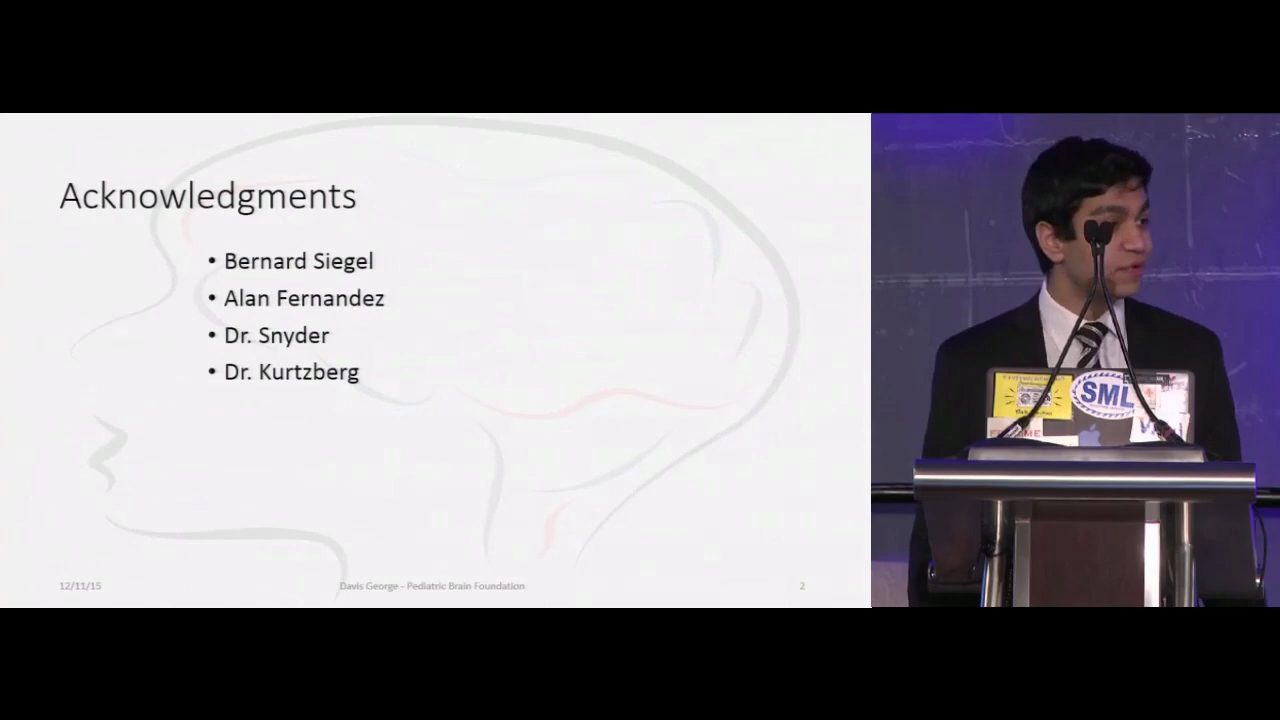 Acknowledgments
• Bernard Siegel
• Alan Fernandez
• Dr. Snyder
• Dr. Kurtzberg
12/11/15
Davis George - Pediatric Brain Foundation
2
SML